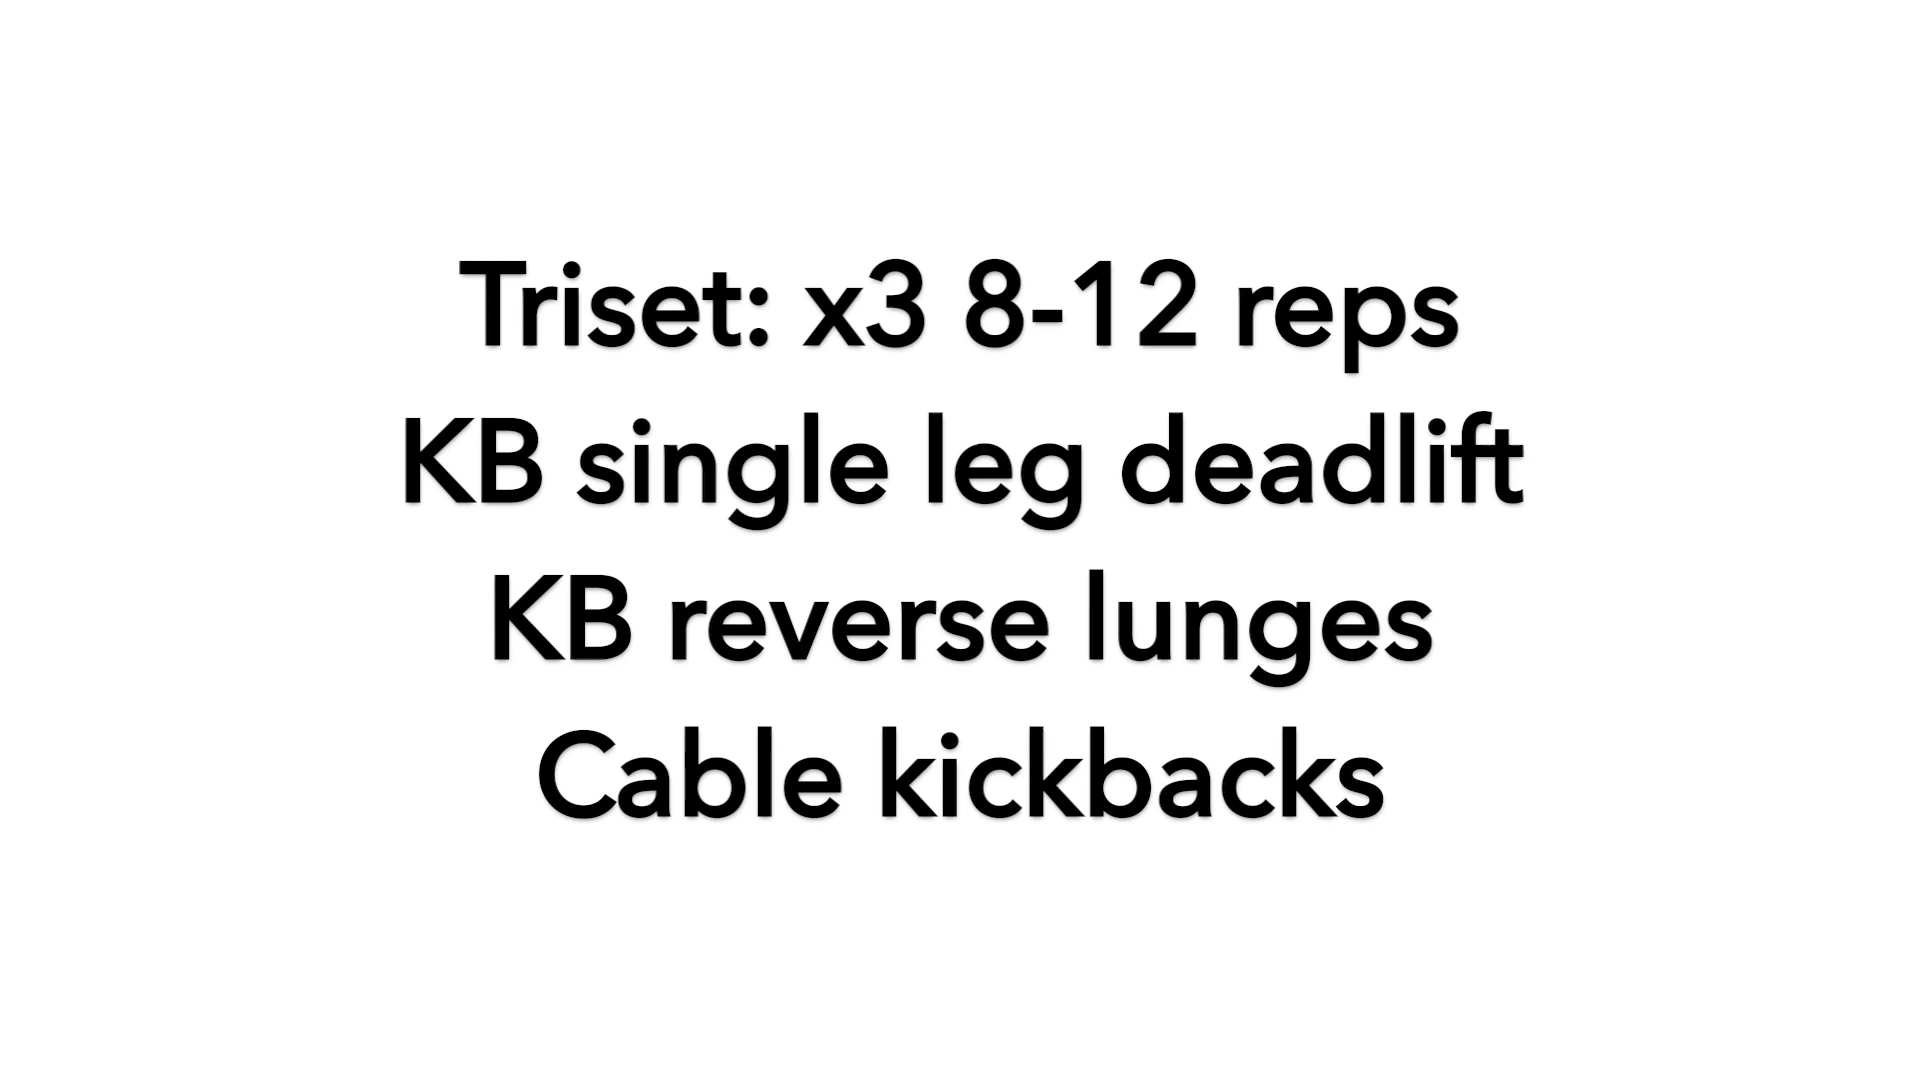 Triset: x3 8-12 reps
KB single leg deadlift
KB reverse lunges
Cable kickbacks